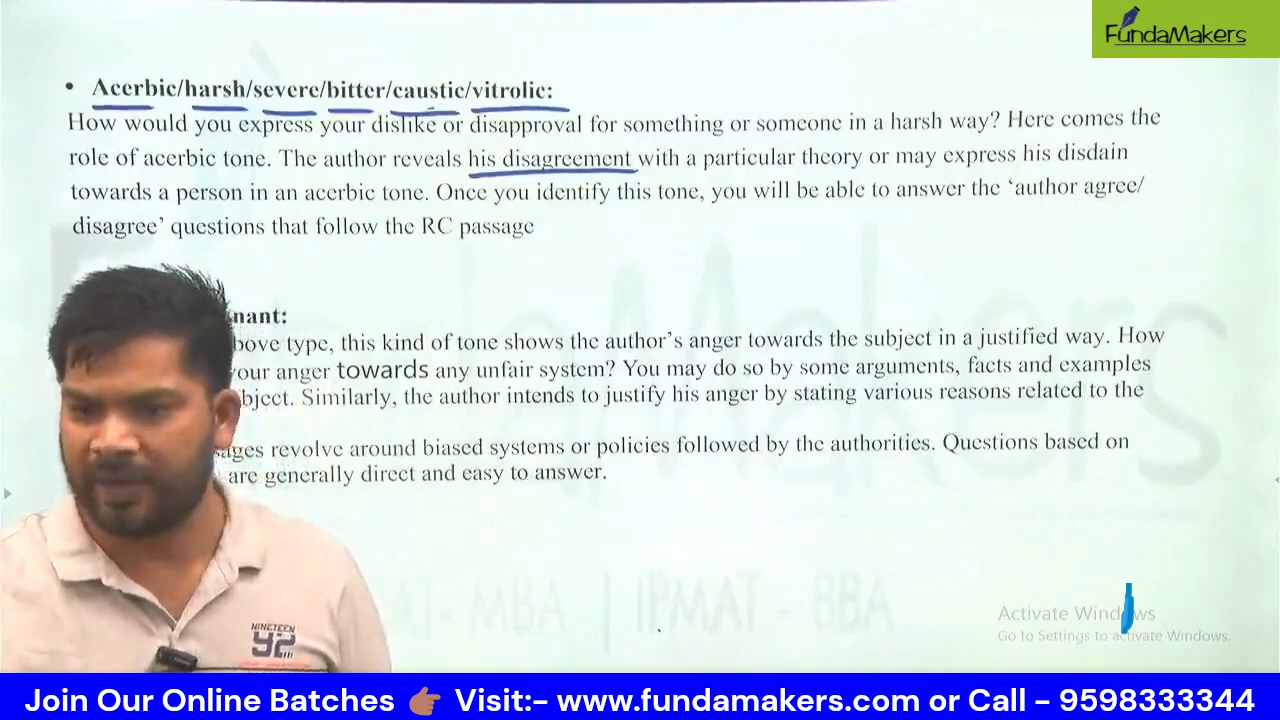 FundaMakers
• Acerbic/harsh/severe/bitter/caustic/vitrolic:
How would you express your dislike or disapproval for something or someone in a harsh way? Here comes the
role of acerbic tone. The author reveals his disagreement with a particular theory or may express his disdain
towards a person in an acerbic tone. Once you identify this tone, you will be able to answer the ‘author agree/
disagree’ questions that follow the RC passage
nant:
bove type, this kind of tone shows the author’s anger towards the subject in a justified way. How
your anger towards any unfair system? You may do so by some arguments, facts and examples
bject. Similarly, the author intends to justify his anger by stating various reasons related to the
ages revolve around biased systems or policies followed by the authorities. Questions based on
are generally direct and easy to answer.
AT - MBA | IPMAT - BBA
Activate Windows
Go to Settings to activate Windows.
NINETEEN
92
Join Our Online Batches 👉🏽 Visit:- www.fundamakers.com or Call - 9598333344